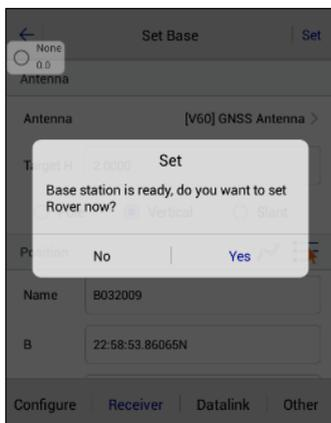 Set Base
Set
None
0.0
Antenna
Antenna
[V60] GNSS Antenna >
Target H
2.0000
Set
Base station is ready, do you want to set
Rover now?
Vertical
Slant
No
Yes
Position
Name
B032009
B
22:58:53.86065N
Configure
Receiver
Datalink
Other